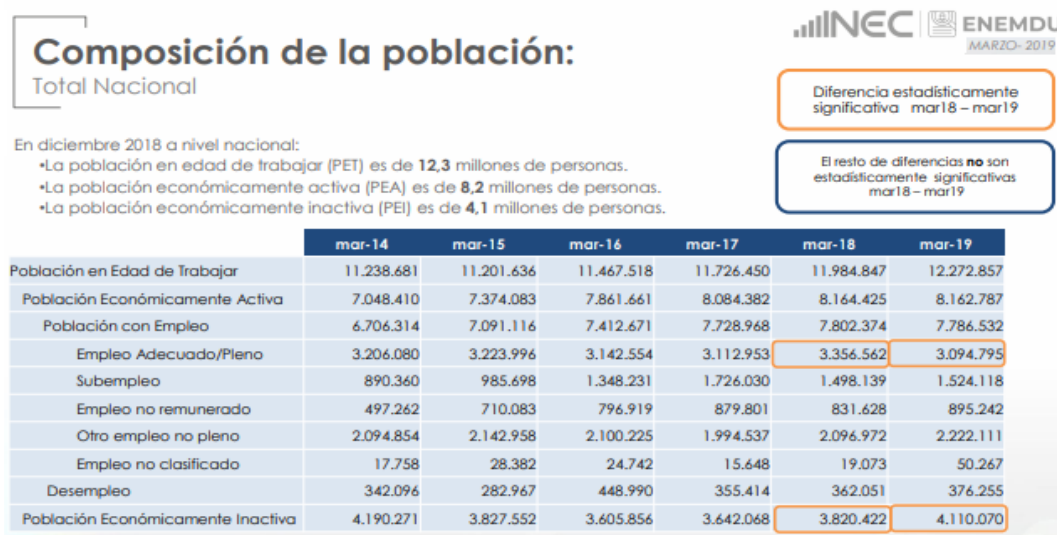 Composición de la población:
Total Nacional
INEC ENEMDU
MARZO- 2019
Diferencia estadísticamente
significativa mar18 – mar19
En diciembre 2018 a nivel nacional:
•La población en edad de trabajar (PET) es de 12,3 millones de personas.
•La población económicamente activa (PEA) es de 8,2 millones de personas.
•La población económicamente inactiva (PEI) es de 4,1 millones de personas.
El resto de diferencias no son
estadísticamente significativas
mar18 – mar19
mar-14 mar-15 mar-16 mar-17 mar-18 mar-19
Población en Edad de Trabajar 11.238.681 11.201.636 11.467.518 11.726.450 11.984.847 12.272.857
Población Económicamente Activa 7.048.410 7.374.083 7.861.661 8.084.382 8.164.425 8.162.787
Población con Empleo 6.706.314 7.091.116 7.412.671 7.728.968 7.802.374 7.786.532
Empleo Adecuado/Pleno 3.206.080 3.223.996 3.142.554 3.112.953 3.356.562 3.094.795
Subempleo 890.360 985.698 1.348.231 1.726.030 1.498.139 1.524.118
Empleo no remunerado 497.262 710.083 796.919 879.801 831.628 895.242
Otro empleo no pleno 2.094.854 2.142.958 2.100.225 1.994.537 2.096.972 2.222.111
Empleo no clasificado 17.758 28.382 24.742 15.648 19.073 50.267
Desempleo 342.096 282.967 448.990 355.414 362.051 376.255
Población Económicamente Inactiva 4.190.271 3.827.552 3.605.856 3.642.068 3.820.422 4.110.070